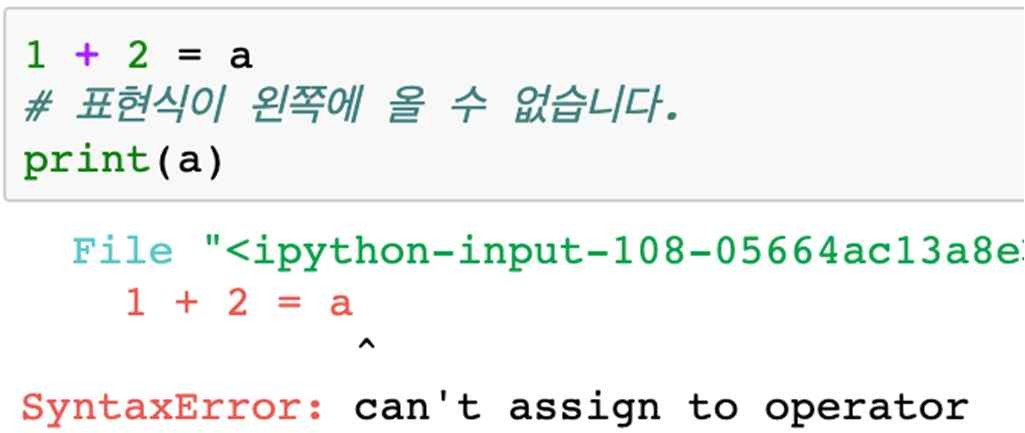 1 + 2 = a
# 표현식이 왼쪽에 올 수 없습니다.
print(a)
File "<ipython-input-108-05664ac13a8e
1 + 2 = a
^
SyntaxError: can't assign to operator